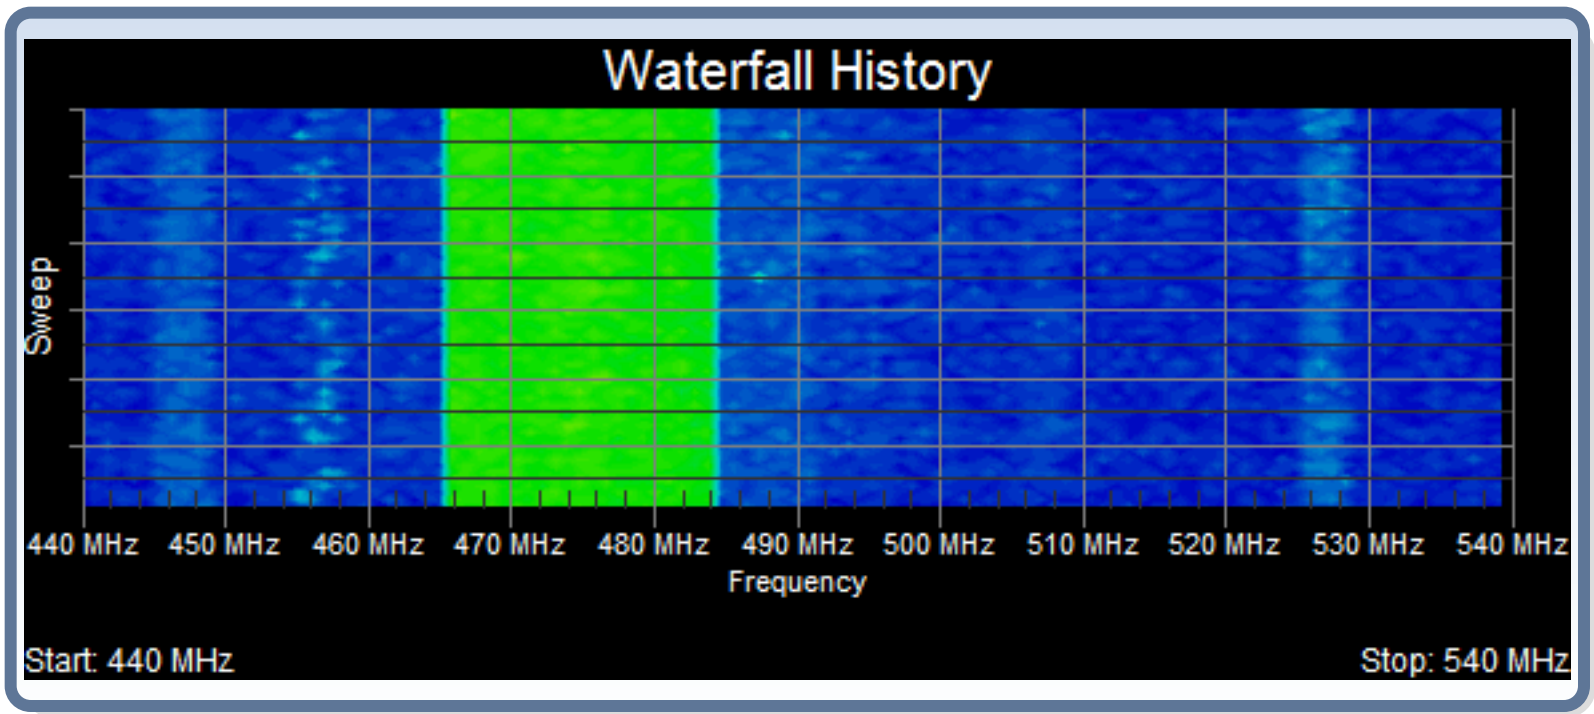 Waterfall History
Sweep
440 MHz 450 MHz 460 MHz 470 MHz 480 MHz 490 MHz 500 MHz 510 MHz 520 MHz 530 MHz 540 MHz
Frequency
Start: 440 MHz Stop: 540 MHz